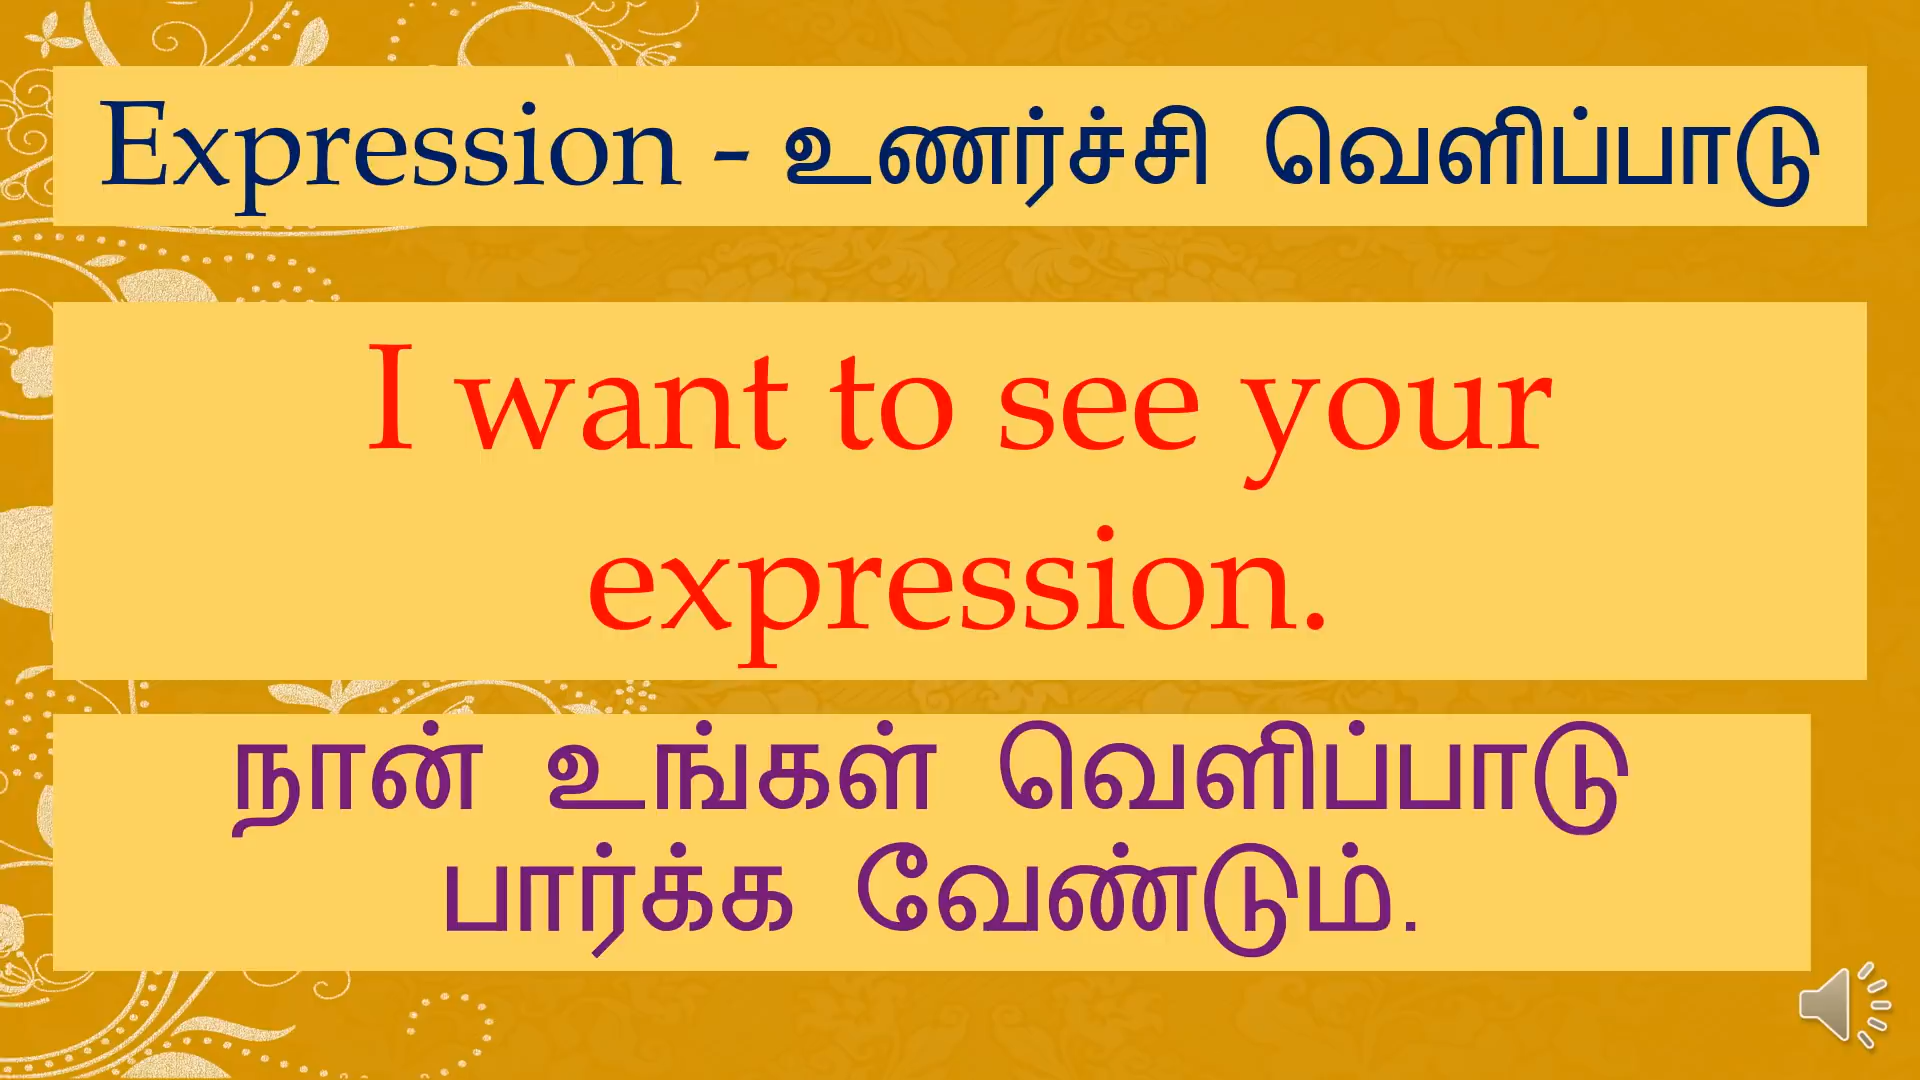 Expression - உணர்ச்சி வெளிப்பாடு
I want to see your
expression.
நான் உங்கள் வெளிப்பாடு
பார்க்க வேண்டும்.